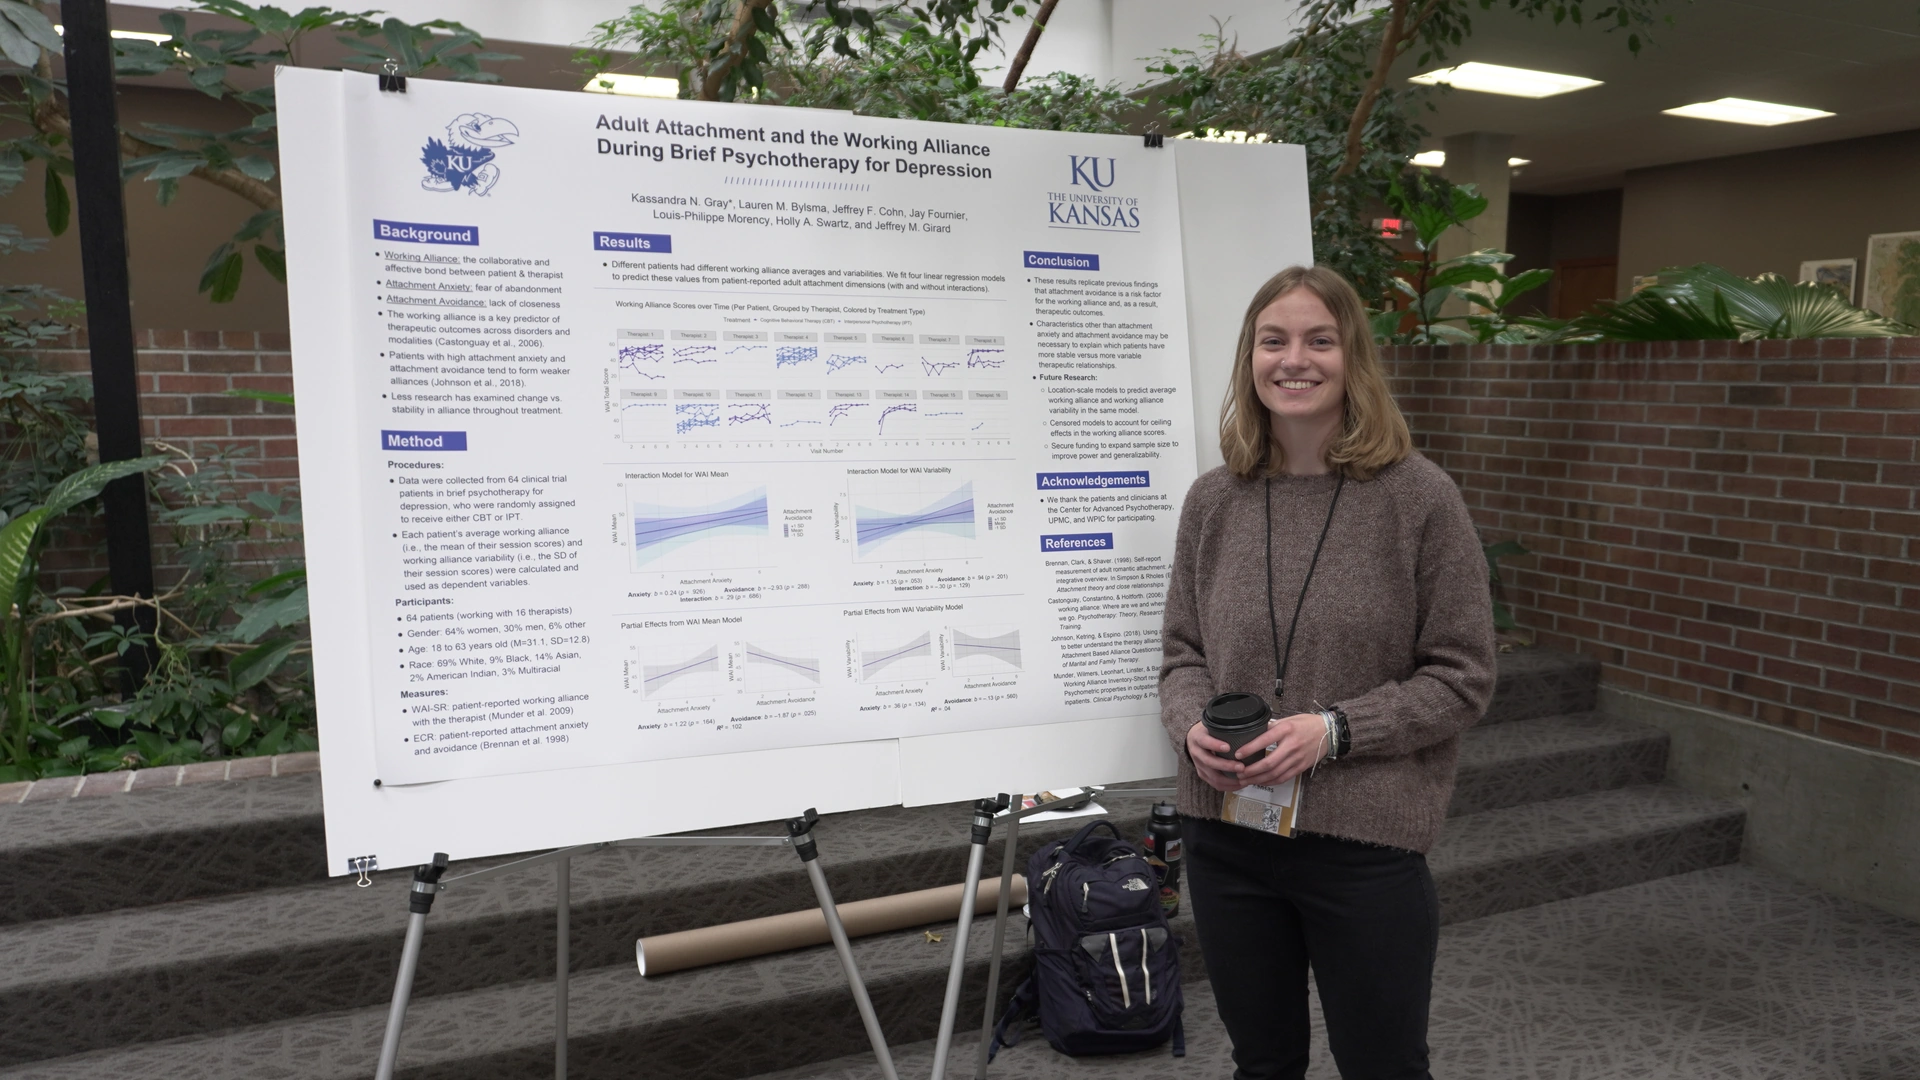 Adult Attachment and the Working Alliance
During Brief Psychotherapy for Depression
Kassandra N. Gray*, Lauren M. Bylsma, Jeffrey F. Cohn, Jay Fournier,
Louis-Philippe Morency, Holly A. Swartz, and Jeffrey M. Girard
KU
KU
THE UNIVERSITY OF
KANSAS
Background
• Working Alliance: the collaborative and
affective bond between patient & therapist
• Attachment Anxiety: fear of abandonment
• Attachment Avoidance: lack of closeness
• The working alliance is a key predictor of
therapeutic outcomes across disorders and
modalities (Castonguay et al., 2006).
• Patients with high attachment anxiety and
attachment avoidance tend to form weaker
alliances (Johnson et al., 2018).
• Less research has examined change vs.
stability in alliance throughout treatment.
Method
Procedures:
• Data were collected from 64 clinical trial
patients in brief psychotherapy for
depression, who were randomly assigned
to receive either CBT or IPT.
• Each patient's average working alliance
(i.e., the mean of their session scores) and
working alliance variability (i.e., the SD of
their session scores) were calculated and
used as dependent variables.
Participants:
• 64 patients (working with 16 therapists)
• Gender: 64% women, 30% men, 6% other
• Age: 18 to 63 years old (M=31.1, SD=12.8)
• Race: 69% White, 9% Black, 14% Asian,
2% American Indian, 3% Multiracial
Measures:
• WAI-SR: patient-reported working alliance
with the therapist (Munder et al. 2009)
• ECR: patient-reported attachment anxiety
and avoidance (Brennan et al. 1998)
Results
• Different patients had different working alliance averages and variabilities. We fit four linear regression models
to predict these values from patient-reported adult attachment dimensions (with and without interactions).
Working Alliance Scores over Time (Per Patient, Grouped by Therapist, Colored by Treatment Type)
Treatment Cognitive Behavioral Therapy (CBT) Interpersonal Psychotherapy (IPT)
Therapist: 1 Therapist: 2 Therapist: 3 Therapist: 4 Therapist: 5 Therapist: 6 Therapist: 7 Therapist: 8
Therapist: 9 Therapist: 10 Therapist: 11 Therapist: 12 Therapist: 13 Therapist: 14 Therapist: 15 Therapist: 16
WAI Total Score
Visit Number
Interaction Model for WAI Mean
WAI Mean
Attachment Anxiety
Attachment
Avoidance
+1 SD
Mean
-1 SD
Anxiety: b = 0.24 (p = .926) Avoidance: b = -2.93 (p = .288)
Interaction: b = .29 (p = .686)
Interaction Model for WAI Variability
WAI Variability
Attachment Anxiety
Attachment
Avoidance
+1 SD
Mean
-1 SD
Anxiety: b = 1.35 (p = .053) Avoidance: b = .94 (p = .201)
Interaction: b = -.30 (p = .129)
Partial Effects from WAI Mean Model
WAI Mean
Attachment Anxiety
WAI Mean
Attachment Avoidance
Anxiety: b = 1.22 (p = .164) Avoidance: b = -1.87 (p = .025)
R² = .102
Partial Effects from WAI Variability Model
WAI Variability
Attachment Anxiety
WAI Variability
Attachment Avoidance
Anxiety: b = .36 (p = .134) Avoidance: b = -.13 (p = .560)
R² = .04
Conclusion
• These results replicate previous findings
that attachment avoidance is a risk factor
for the working alliance and, as a result,
therapeutic outcomes.
• Characteristics other than attachment
anxiety and attachment avoidance may be
necessary to explain which patients have
more stable versus more variable
therapeutic relationships.
• Future Research:
○ Location-scale models to predict average
working alliance and working alliance
variability in the same model.
○ Censored models to account for ceiling
effects in the working alliance scores.
○ Secure funding to expand sample size to
improve power and generalizability.
Acknowledgements
• We thank the patients and clinicians at
the Center for Advanced Psychotherapy,
UPMC, and WPIC for participating.
References
Brennan, Clark, & Shaver. (1998). Self-report
measurement of adult romantic attachment: A
integrative overview. In Simpson & Rholes
Attachment theory and close relationships.
Castonguay, Constantino, & Holtforth. (2006).
working alliance: Where are we and where
we go. Psychotherapy: Theory, Research
Training.
Johnson, Ketring, & Espino. (2018). Using
to better understand the therapy alliance
Attachment Based Alliance
of Marital and Family Therapy
Munder, Wilmers, Leonhart, Linster, &
Working Alliance Inventory-Short
Psychometric properties in
inpatients. Clinical Psychology &
THE
NORTH
FACE